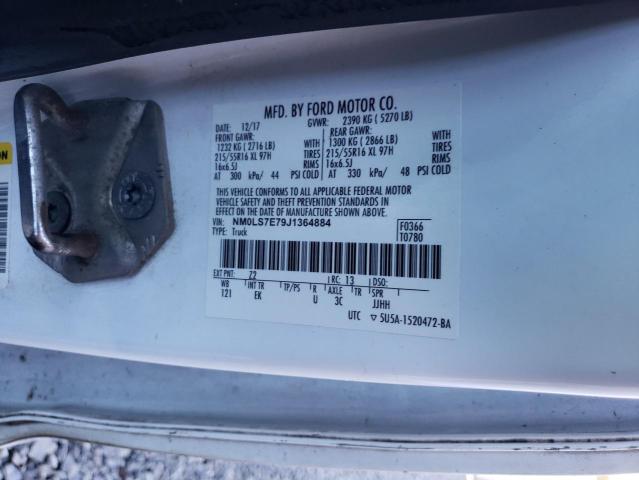 MFD. BY FORD MOTOR CO.
DATE: 12/17 GVWR: 2390 KG ( 5270 LB)
FRONT GAWR: REAR GAWR:
1232 KG ( 2716 LB) 1300 KG ( 2866 LB)
215/55R16 XL 97H TIRES 215/55R16 XL 97H TIRES
16x6.5J RIMS 16x6.5J RIMS
AT 300 kPa/ 44 PSI COLD AT 330 kPa/ 48 PSI COLD
THIS VEHICLE CONFORMS TO ALL APPLICABLE FEDERAL MOTOR
VEHICLE SAFETY AND THEFT PREVENTION STANDARDS IN
EFFECT ON THE DATE OF MANUFACTURE SHOWN ABOVE.
VIN: NM0LS7E79J1364884 F0366
TYPE: Truck T0780
EXT PNT: Z2 RC: 13 DSO:
WB INT TR TP/PS R AXLE TR SPR
121 EK U 3C JJHH
UTC ▽ 5U5A-1520472-BA
ON